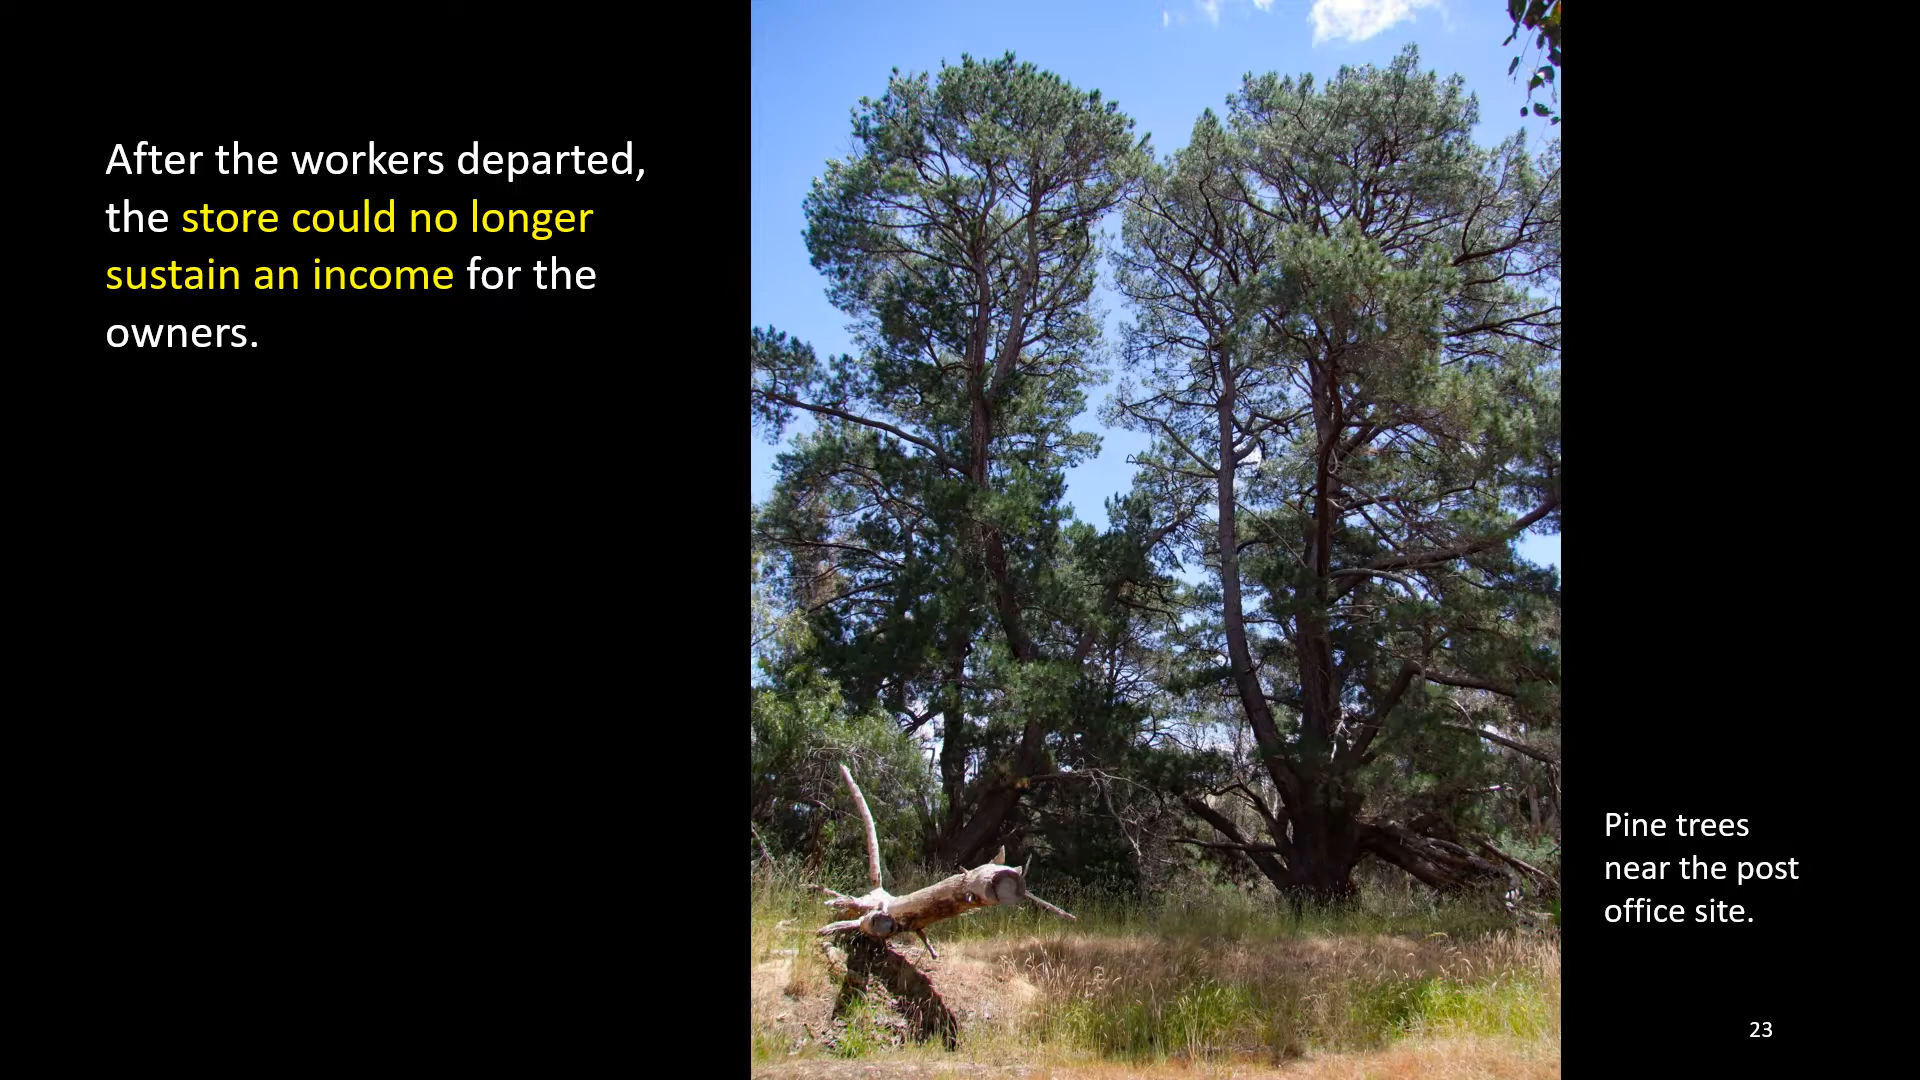 After the workers departed,
the store could no longer
sustain an income for the
owners.
Pine trees
near the post
office site.
23